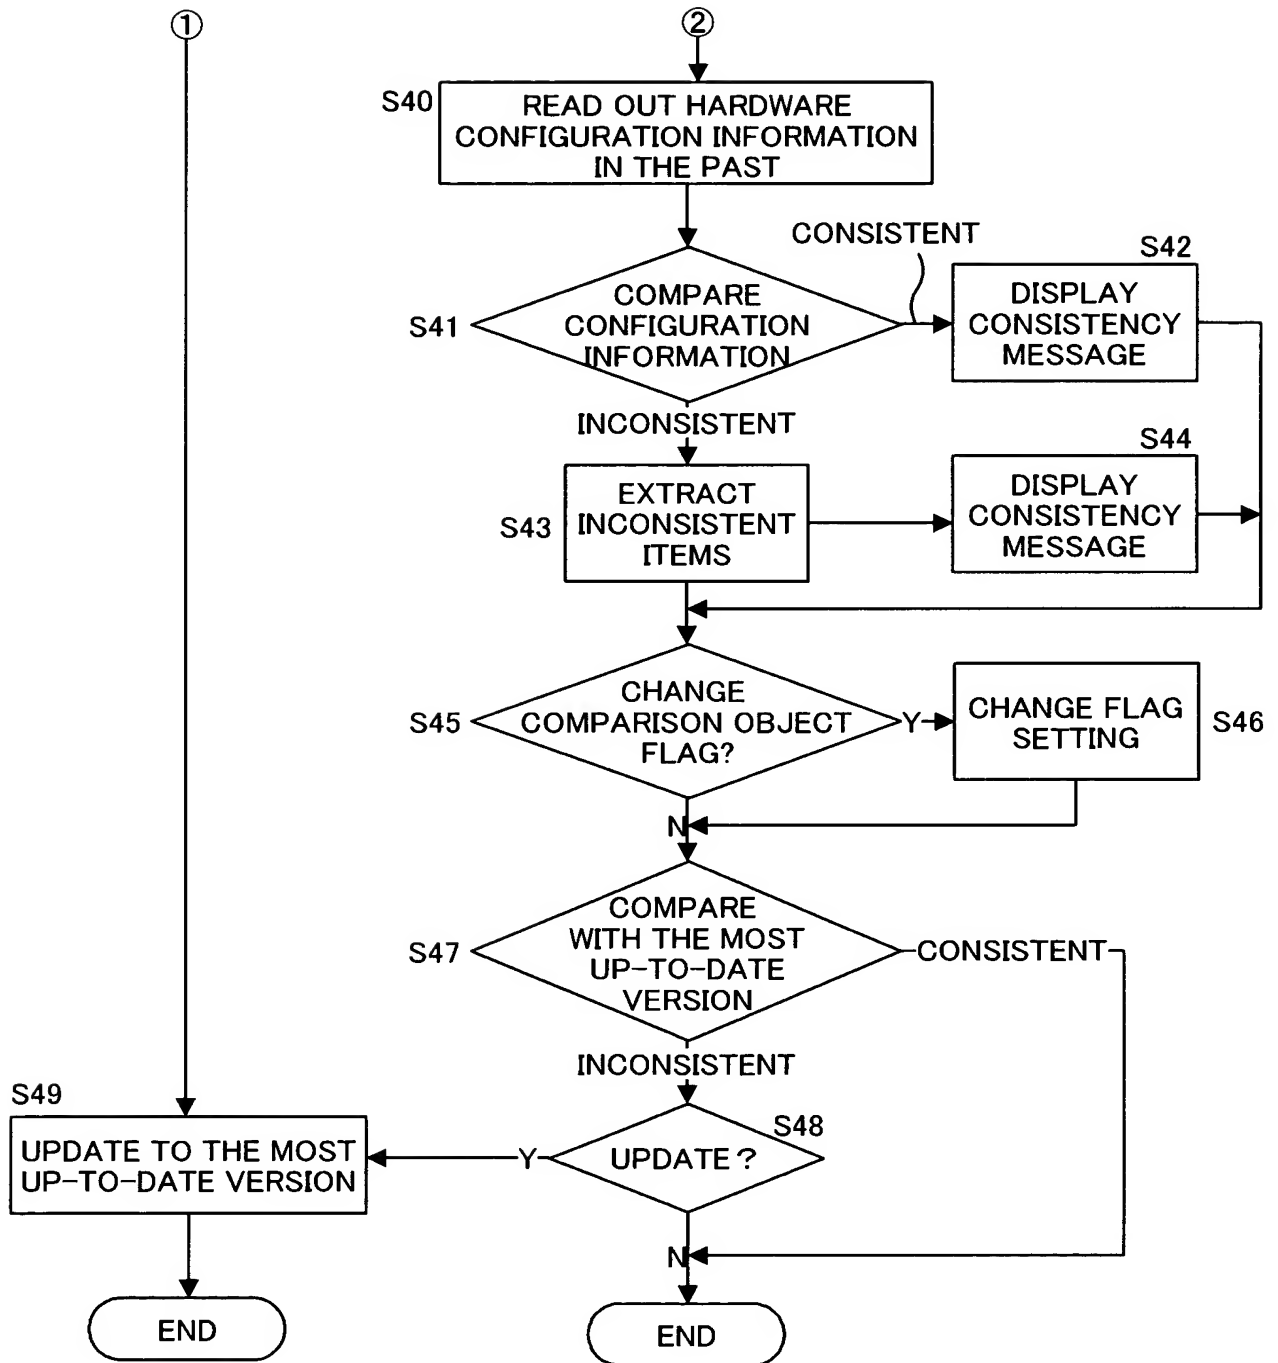 ① ②
S40
READ OUT HARDWARE
CONFIGURATION INFORMATION
IN THE PAST
CONSISTENT
S41
COMPARE
CONFIGURATION
INFORMATION
S42
DISPLAY
CONSISTENCY
MESSAGE
INCONSISTENT
S43
EXTRACT
INCONSISTENT
ITEMS
S44
DISPLAY
CONSISTENCY
MESSAGE
S45
CHANGE
COMPARISON OBJECT
FLAG?
Y
CHANGE FLAG
SETTING
S46
N
S47
COMPARE
WITH THE MOST
UP-TO-DATE
VERSION
CONSISTENT
INCONSISTENT
S48
UPDATE?
Y
S49
UPDATE TO THE MOST
UP-TO-DATE VERSION
N
END
END